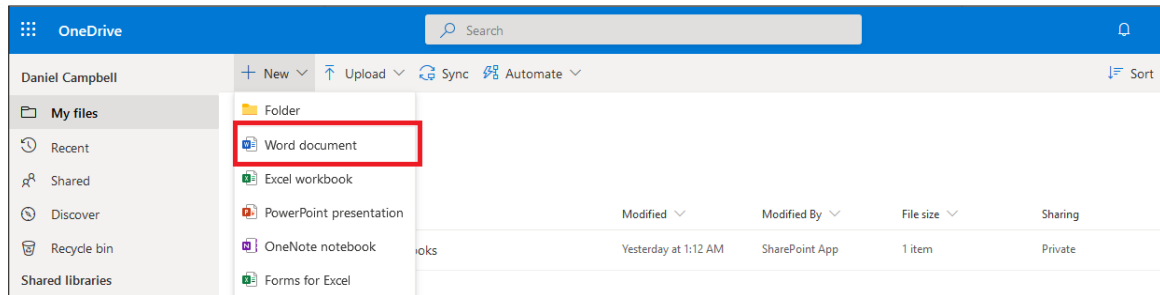 OneDrive
Search
Daniel Campbell
New Upload Sync Automate
Sort
My files
Recent
Shared
Discover
Recycle bin
Shared libraries
Folder
Word document
Excel workbook
PowerPoint presentation
OneNote notebook
Forms for Excel
Modified Modified By File size Sharing
ooks Yesterday at 1:12 AM SharePoint App 1 item Private